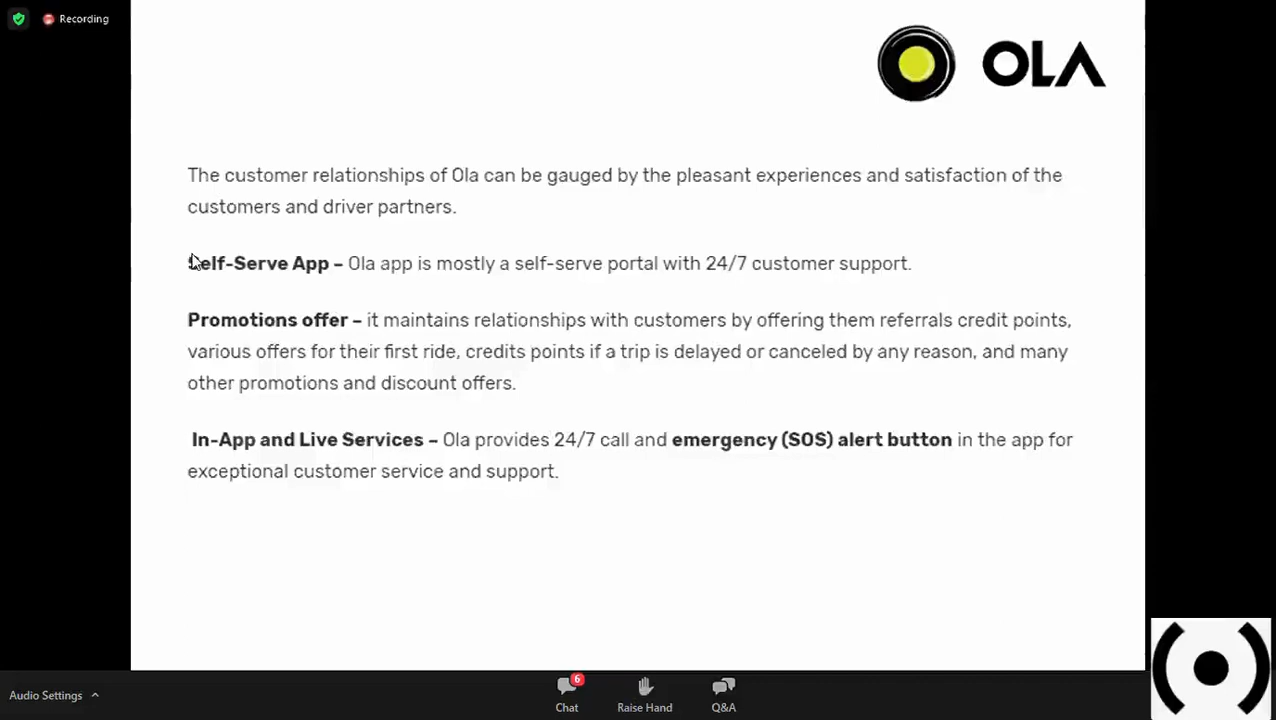 Recording
OLA
The customer relationships of Ola can be gauged by the pleasant experiences and satisfaction of the
customers and driver partners.
Self-Serve App – Ola app is mostly a self-serve portal with 24/7 customer support.
Promotions offer – it maintains relationships with customers by offering them referrals credit points,
various offers for their first ride, credits points if a trip is delayed or canceled by any reason, and many
other promotions and discount offers.
In-App and Live Services – Ola provides 24/7 call and emergency (SOS) alert button in the app for
exceptional customer service and support.
6
Audio Settings
Chat
Raise Hand
Q&A